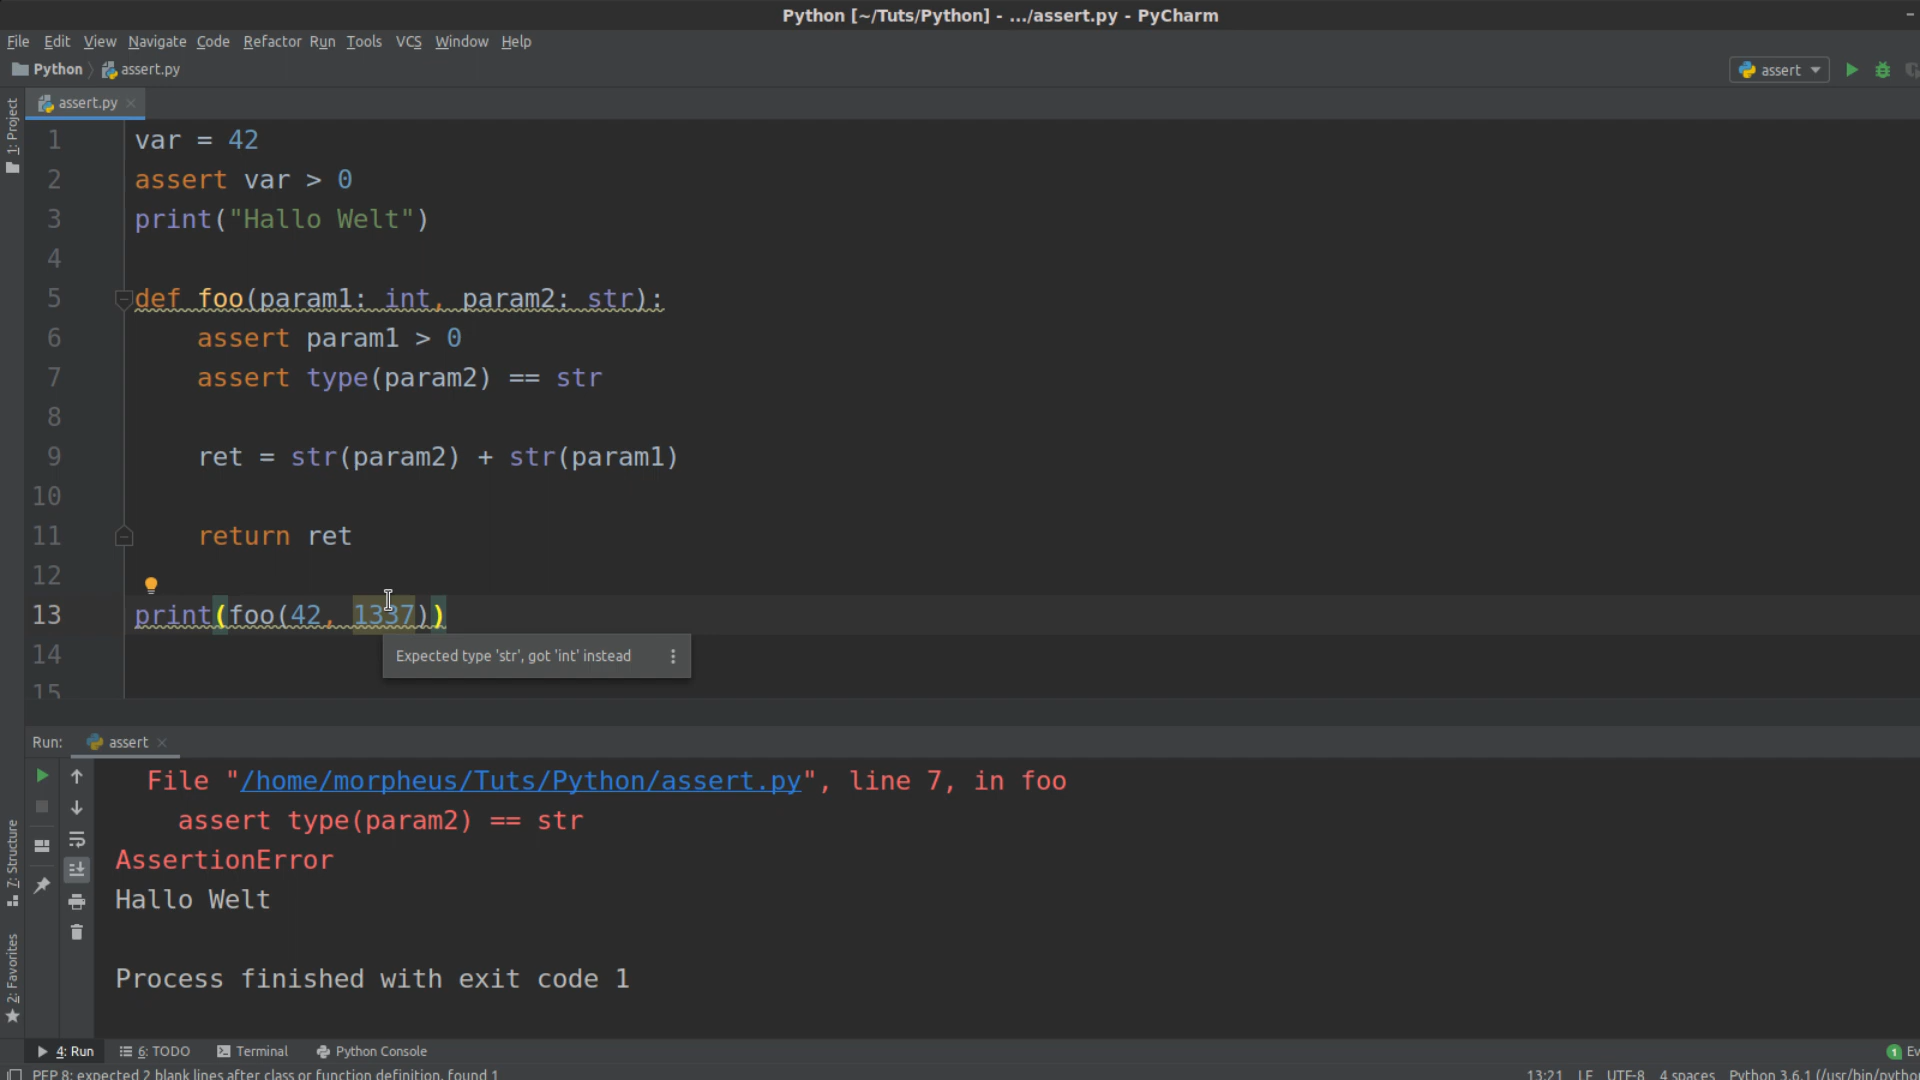 Python [~/Tuts/Python] - .../assert.py - PyCharm
File Edit View Navigate Code Refactor Run Tools VCS Window Help
Python assert.py
assert
assert.py
1: Project
1 var = 42
2 assert var > 0
3 print("Hallo Welt")
4
5 def foo(param1: int, param2: str):
6 assert param1 > 0
7 assert type(param2) == str
8
9 ret = str(param2) + str(param1)
10
11 return ret
12
13 print(foo(42, 1337))
14
15
Expected type 'str', got 'int' instead
Run: assert
File "/home/morpheus/Tuts/Python/assert.py", line 7, in foo
assert type(param2) == str
AssertionError
Hallo Welt
Process finished with exit code 1
7: Structure
2: Favorites
4: Run 6: TODO Terminal Python Console
1 Ev
PEP 8: expected 2 blank lines after class or function definition, found 1
13:21 LF UTF-8 4 spaces Python 3.6.1 (/usr/bin/python